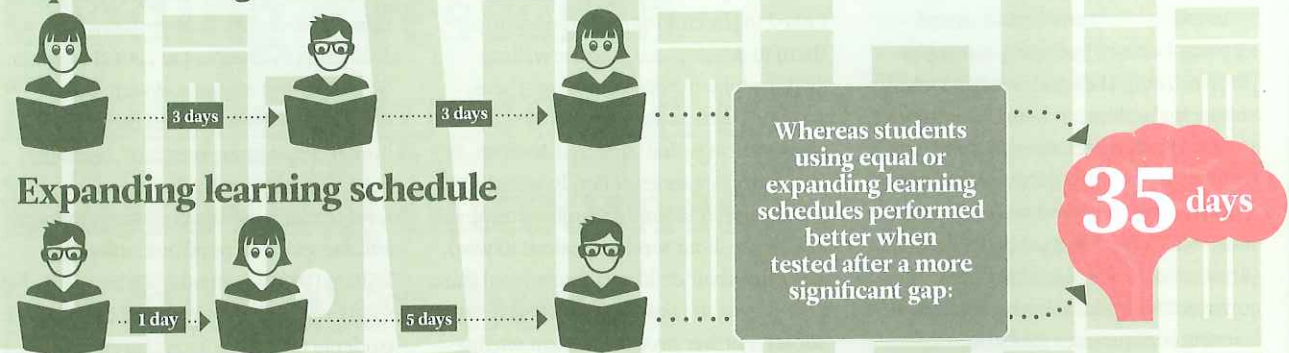 3 days
3 days
Whereas students
using equal or
expanding learning
schedules performed
better when
tested after a more
significant gap:
35 days
Expanding learning schedule
1 day
5 days